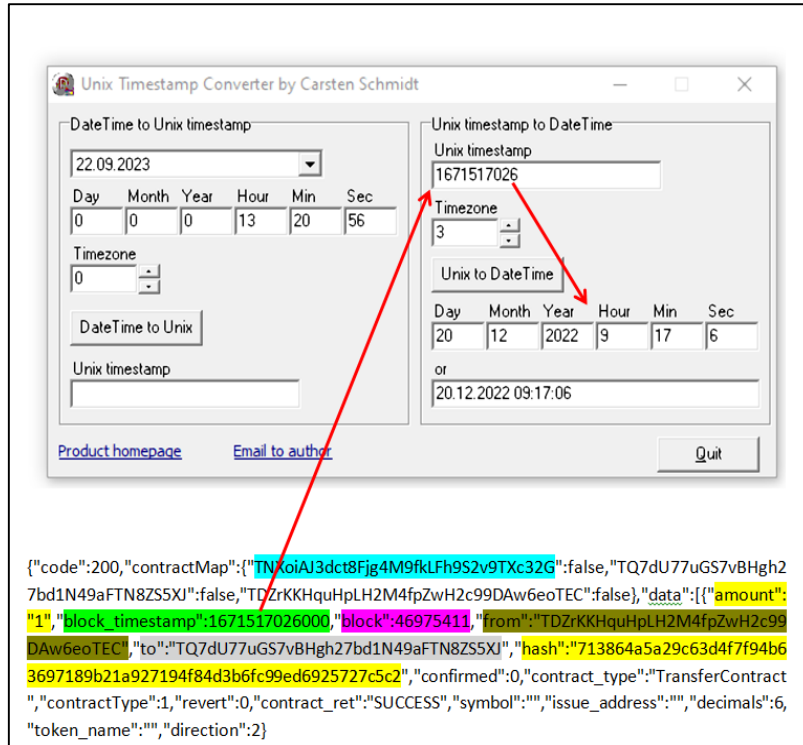 Unix Timestamp Converter by Carsten Schmidt
DateTime to Unix timestamp
22.09.2023
Day Month Year Hour Min Sec
0 0 0 13 20 56
Timezone
0
DateTime to Unix
Unix timestamp
Product homepage Email to author
Unix timestamp to DateTime
Unix timestamp
1671517026
Timezone
3
Unix to DateTime
Day Month Year Hour Min Sec
20 12 2022 9 17 6
or
20.12.2022 09:17:06
Quit
{"code":200,"contractMap":{"TNXoiAJ3dct8Fjg4M9fkLFh9S2v9TXc32G":false,"TQ7dU77uGS7vBHgh2
7bd1N49aFTN8ZS5XJ":false,"TDZrKKHquHpLH2M4fpZwH2c99DAw6eoTEC":false},"data":[{"amount":
"1","block_timestamp":1671517026000,"block":46975411,"from":"TDZrKKHquHpLH2M4fpZwH2c99
DAw6eoTEC","to":"TQ7dU77uGS7vBHgh27bd1N49aFTN8ZS5XJ","hash":"713864a5a29c63d4f7f94b6
3697189b21a927194f84d3b6fc99ed6925727c5c2","confirmed":0,"contract_type":"TransferContract
","contractType":1,"revert":0,"contract_ret":"SUCCESS","symbol":"","issue_address":"","decimals":6,
"token_name":"","direction":2}